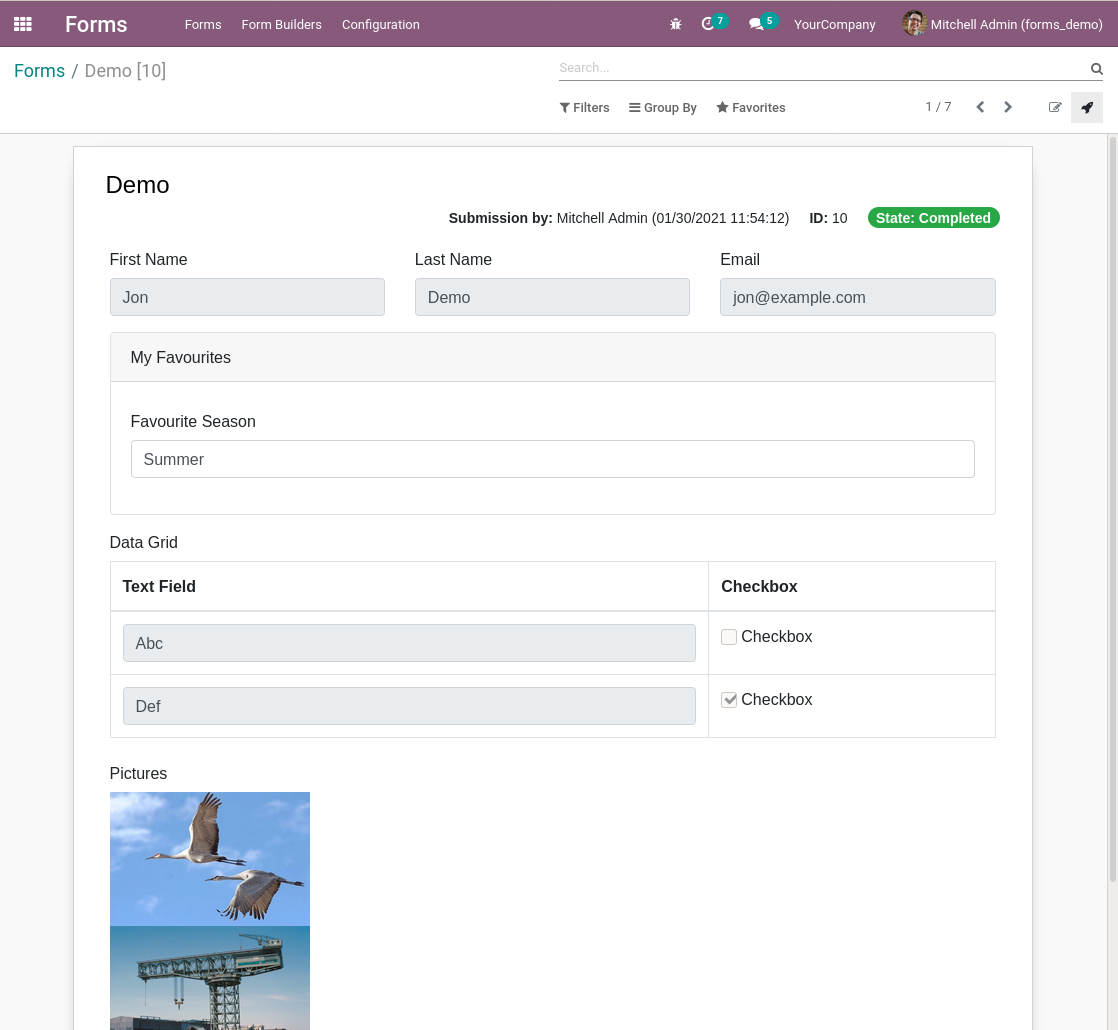 Forms Forms Form Builders Configuration 7 5 YourCompany Mitchell Admin (forms_demo)
Forms / Demo [10]
Search...
Filters Group By Favorites 1 / 7
Demo
Submission by: Mitchell Admin (01/30/2021 11:54:12) ID: 10 State: Completed
First Name Last Name Email
Jon Demo jon@example.com
My Favourites
Favourite Season
Summer
Data Grid
Text Field Checkbox
Abc Checkbox
Def Checkbox
Pictures